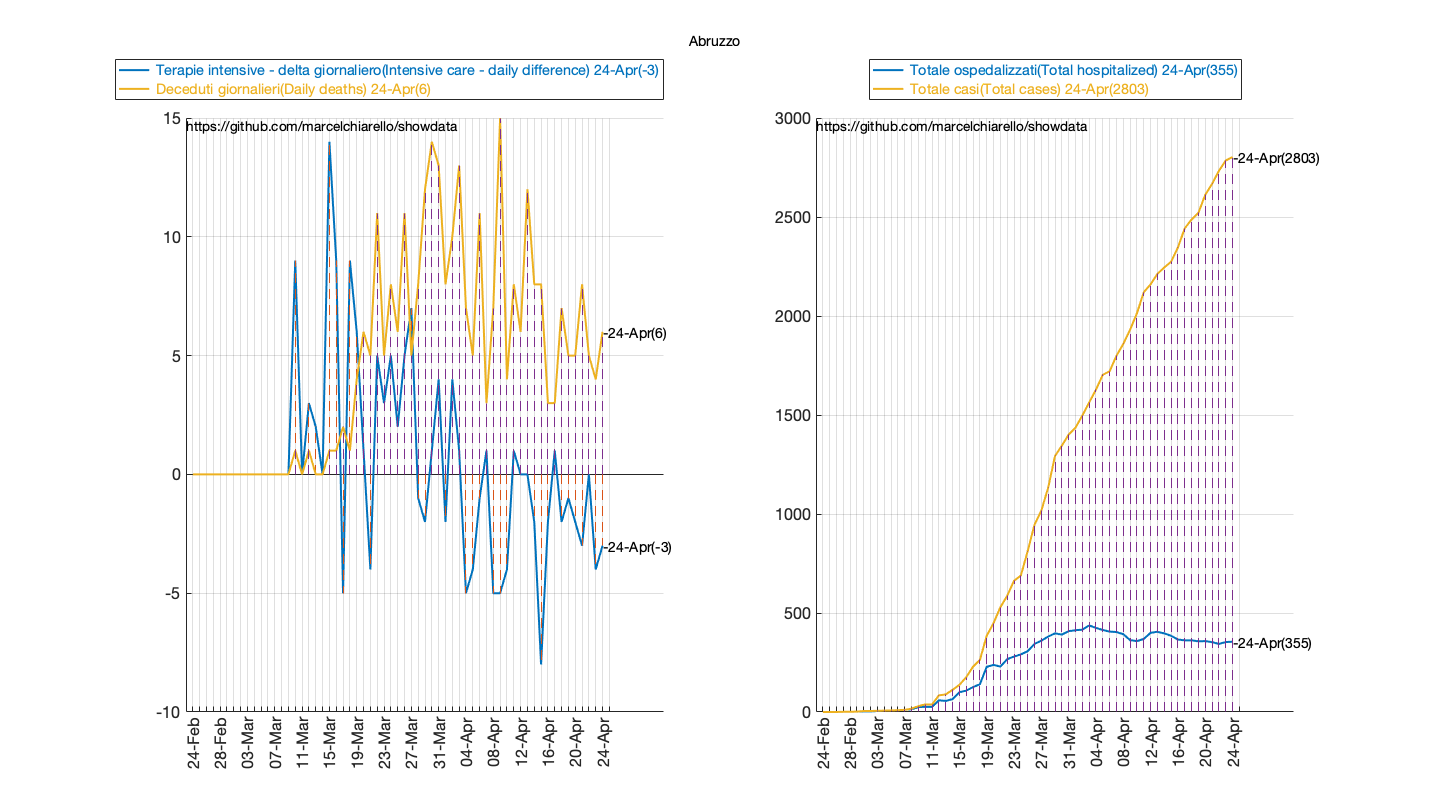 Abruzzo
Terapie intensive - delta giornaliero(Intensive care - daily difference) 24-Apr(-3)
Deceduti giornalieri(Daily deaths) 24-Apr(6)
https://github.com/marcelchiarello/showdata
15
10
5
0
-5
-10
24-Apr(6)
24-Apr(-3)
24-Feb
28-Feb
03-Mar
07-Mar
11-Mar
15-Mar
19-Mar
23-Mar
27-Mar
31-Mar
04-Apr
08-Apr
12-Apr
16-Apr
20-Apr
24-Apr
Totale ospedalizzati(Total hospitalized) 24-Apr(355)
Totale casi(Total cases) 24-Apr(2803)
https://github.com/marcelchiarello/showdata
3000
2500
2000
1500
1000
500
0
24-Apr(2803)
24-Apr(355)
24-Feb
28-Feb
03-Mar
07-Mar
11-Mar
15-Mar
19-Mar
23-Mar
27-Mar
31-Mar
04-Apr
08-Apr
12-Apr
16-Apr
20-Apr
24-Apr